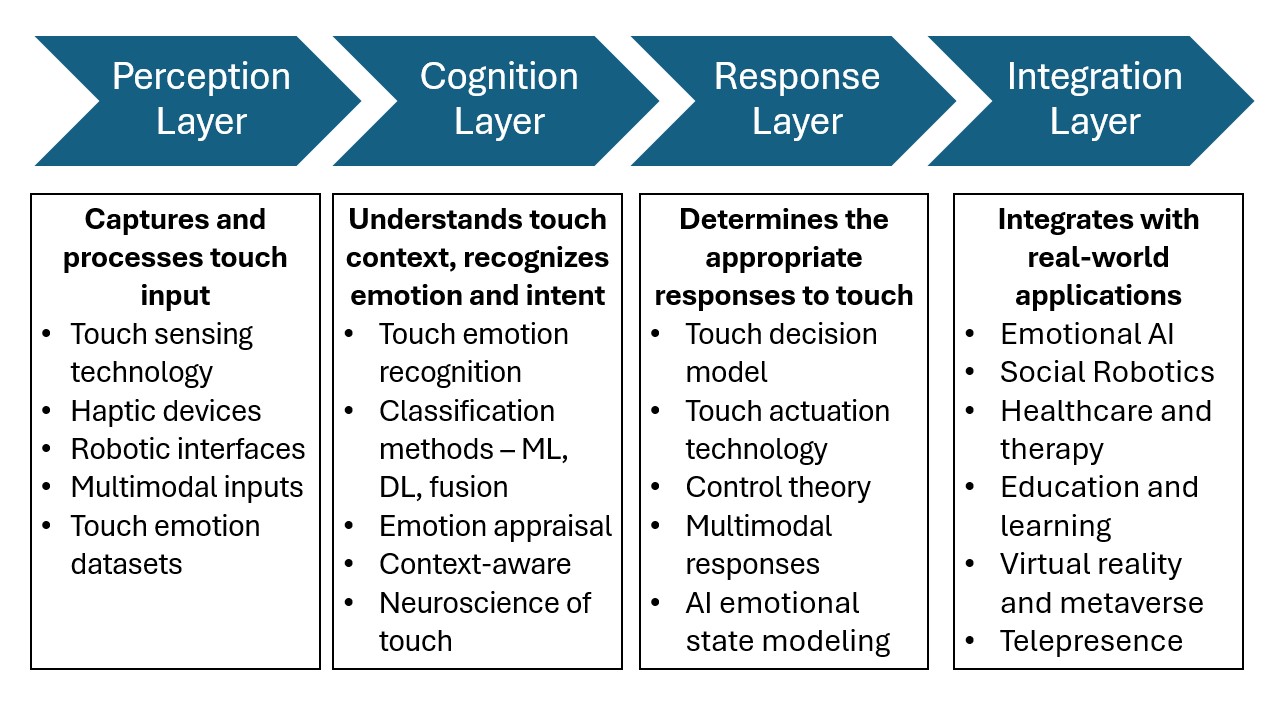 Perception
Layer
Cognition
Layer
Response
Layer
Integration
Layer
Captures and
processes touch
input
• Touch sensing
technology
• Haptic devices
• Robotic interfaces
• Multimodal inputs
• Touch emotion
datasets
Understands touch
context, recognizes
emotion and intent
• Touch emotion
recognition
• Classification
methods – ML,
DL, fusion
• Emotion appraisal
• Context-aware
• Neuroscience of
touch
Determines the
appropriate
responses to touch
• Touch decision
model
• Touch actuation
technology
• Control theory
• Multimodal
responses
• AI emotional
state modeling
Integrates with
real-world
applications
• Emotional AI
• Social Robotics
• Healthcare and
therapy
• Education and
learning
• Virtual reality
and metaverse
• Telepresence